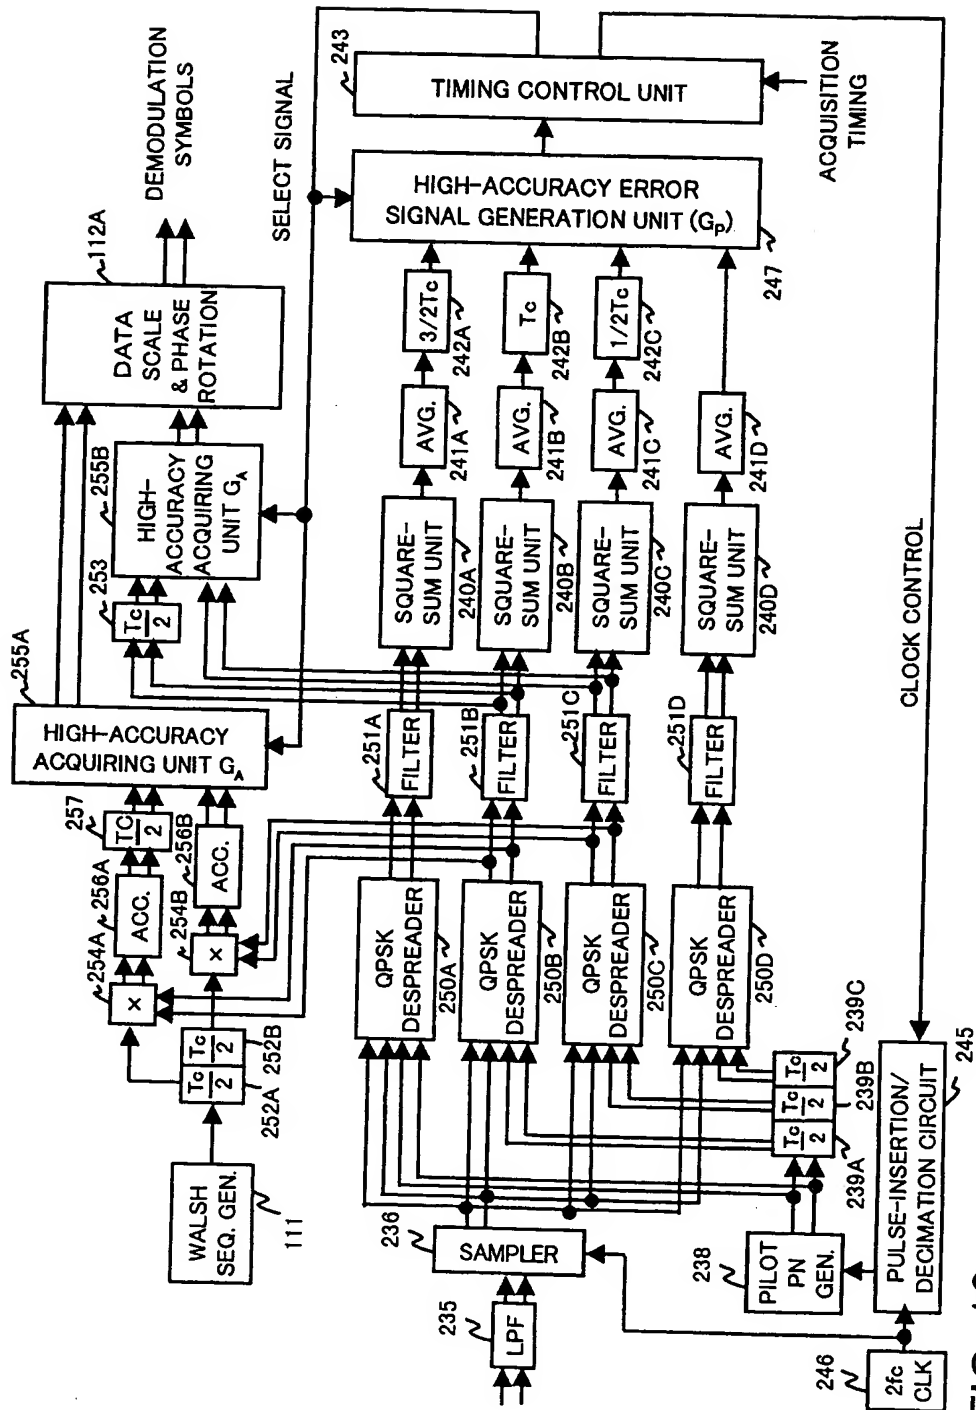 DEMODULATION
SYMBOLS
112A
DATA
SCALE
& PHASE
ROTATION
255B
HIGH-
ACCURACY
ACQUIRING
UNIT GA
253
Tc
2
255A
HIGH-ACCURACY
ACQUIRING UNIT GA
257
TC
2
256A
ACC.
256B
ACC.
254A
×
254B
×
Tc
2
Tc
2
252B
252A
WALSH
SEQ. GEN.
111
SELECT SIGNAL
243
TIMING CONTROL UNIT
ACQUISITION
TIMING
HIGH-ACCURACY ERROR
SIGNAL GENERATION UNIT (GP)
247
3/2Tc
242A
Tc
242B
1/2Tc
242C
AVG.
241A
AVG.
241B
AVG.
241C
AVG.
241D
SQUARE-
SUM UNIT
240A
SQUARE-
SUM UNIT
240B
SQUARE-
SUM UNIT
240C
SQUARE-
SUM UNIT
240D
251A
FILTER
251B
FILTER
251C
FILTER
251D
FILTER
QPSK
DESPREADER
250A
QPSK
DESPREADER
250B
QPSK
DESPREADER
250C
QPSK
DESPREADER
250D
Tc
2
Tc
2
Tc
2
239A
239B
239C
236
SAMPLER
235
LPF
238
PILOT
PN
GEN.
CLOCK CONTROL
PULSE-INSERTION/
DECIMATION CIRCUIT
245
246
2fc
CLK